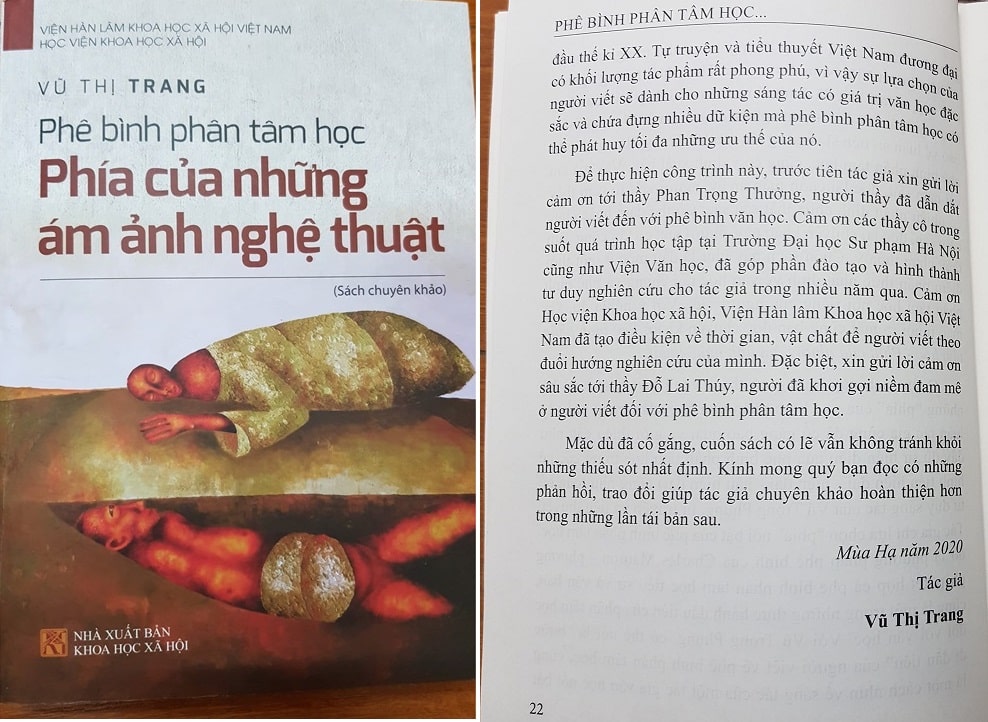 VIỆN HÀN LÂM KHOA HỌC XÃ HỘI VIỆT NAM
HỌC VIỆN KHOA HỌC XÃ HỘI
VŨ THỊ TRANG
Phê bình phân tâm học
Phía của những
ám ảnh nghệ thuật
(Sách chuyên khảo)
NHÀ XUẤT BẢN
KHOA HỌC XÃ HỘI
PHÊ BÌNH PHÂN TÂM HỌC...
đầu thế kỉ XX. Tự truyện và tiểu thuyết Việt Nam đương đại
có khối lượng tác phẩm rất phong phú, vì vậy sự lựa chọn của
người viết sẽ dành cho những sáng tác có giá trị văn học đặc
sắc và chứa đựng nhiều dữ kiện mà phê bình phân tâm học có
thể phát huy tối đa những ưu thế của nó.
Để thực hiện công trình này, trước tiên tác giả xin gửi lời
cảm ơn tới thầy Phan Trọng Thưởng, người thầy đã dẫn dắt
người viết đến với phê bình văn học. Cảm ơn các thầy cô trong
suốt quá trình học tập tại Trường Đại học Sư phạm Hà Nội
cũng như Viện Văn học, đã góp phần đào tạo và hình thành
tư duy nghiên cứu cho tác giả trong nhiều năm qua. Cảm ơn
Học viện Khoa học xã hội, Viện Hàn lâm Khoa học xã hội Việt
Nam đã tạo điều kiện về thời gian, vật chất để người viết theo
đuổi hướng nghiên cứu của mình. Đặc biệt, xin gửi lời cảm ơn
sâu sắc tới thầy Đỗ Lai Thúy, người đã khơi gợi niềm đam mê
ở người viết đối với phê bình phân tâm học.
Mặc dù đã cố gắng, cuốn sách có lẽ vẫn không tránh khỏi
những thiếu sót nhất định. Kính mong quý bạn đọc có những
phản hồi, trao đổi giúp tác giả chuyên khảo hoàn thiện hơn
trong những lần tái bản sau.
Mùa Hạ năm 2020
Tác giả
Vũ Thị Trang
22